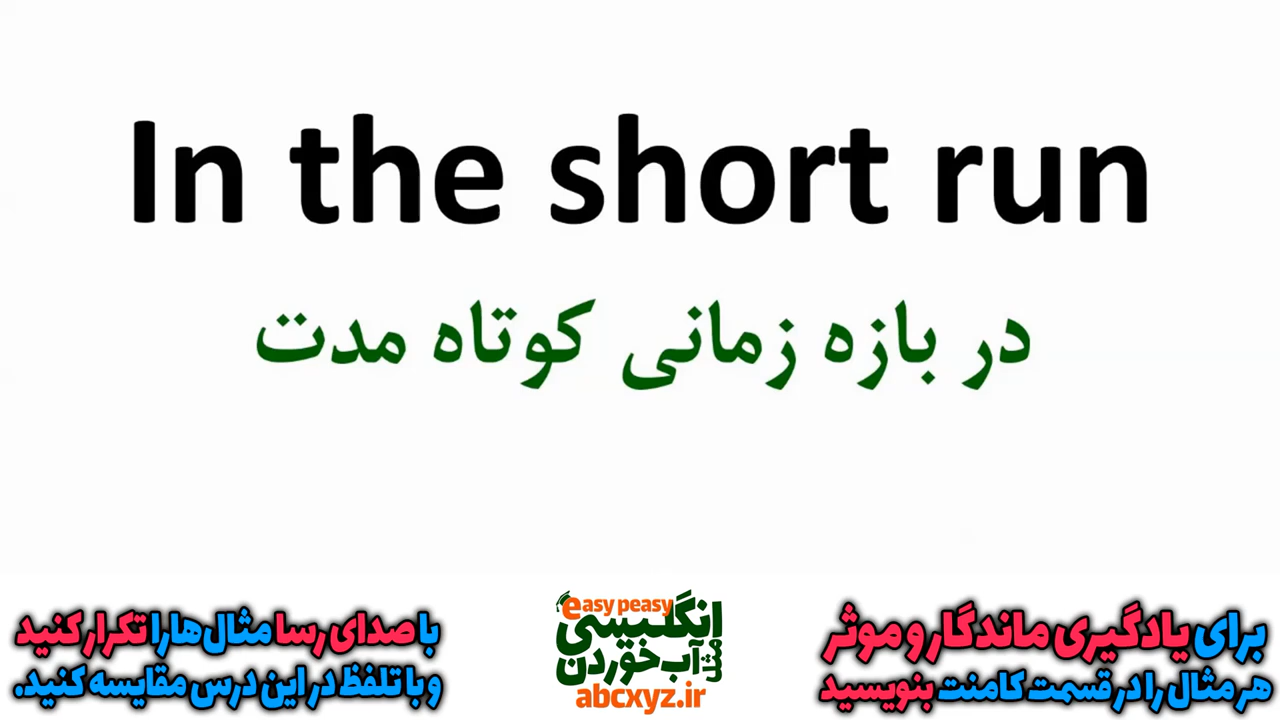 In the short run
در بازه زمانی کوتاه مدت
برای یادگیری ماندگار و موثر
هر مثال را در قسمت کامنت بنویسید
easy peasy
انگلیسی
مثل
آب خوردن
abcxyz.ir
با صدای رسا مثال‌ها را تکرار کنید
و با تلفظ در این درس مقایسه کنید.